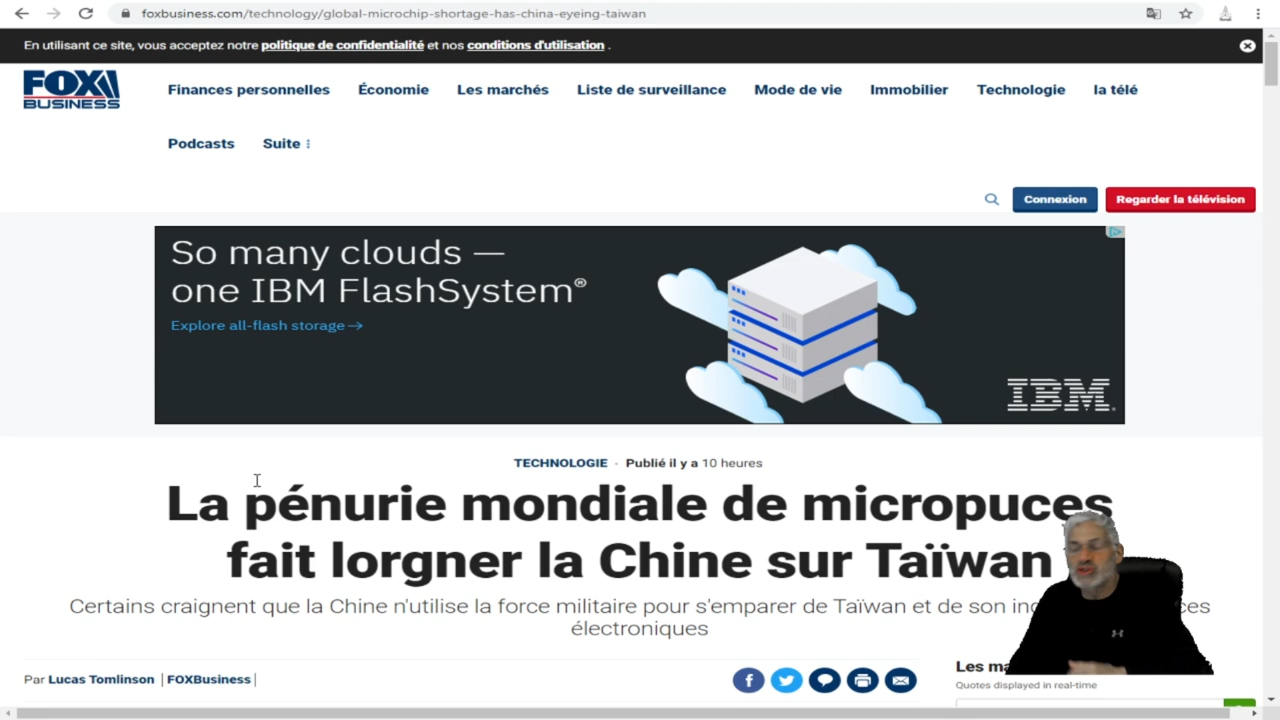 foxbusiness.com/technology/global-microchip-shortage-has-china-eyeing-taiwan
En utilisant ce site, vous acceptez notre politique de confidentialité et nos conditions d'utilisation .
FOX BUSINESS
Finances personnelles Économie Les marchés Liste de surveillance Mode de vie Immobilier Technologie la télé
Podcasts Suite
Connexion Regarder la télévision
So many clouds —
one IBM FlashSystem®
Explore all-flash storage →
IBM.
TECHNOLOGIE · Publié il y a 10 heures
La pénurie mondiale de micropuces
fait lorgner la Chine sur Taïwan
Certains craignent que la Chine n'utilise la force militaire pour s'emparer de Taïwan et de son
électroniques
Par Lucas Tomlinson | FOXBusiness |
Les
Quotes displayed in real-time